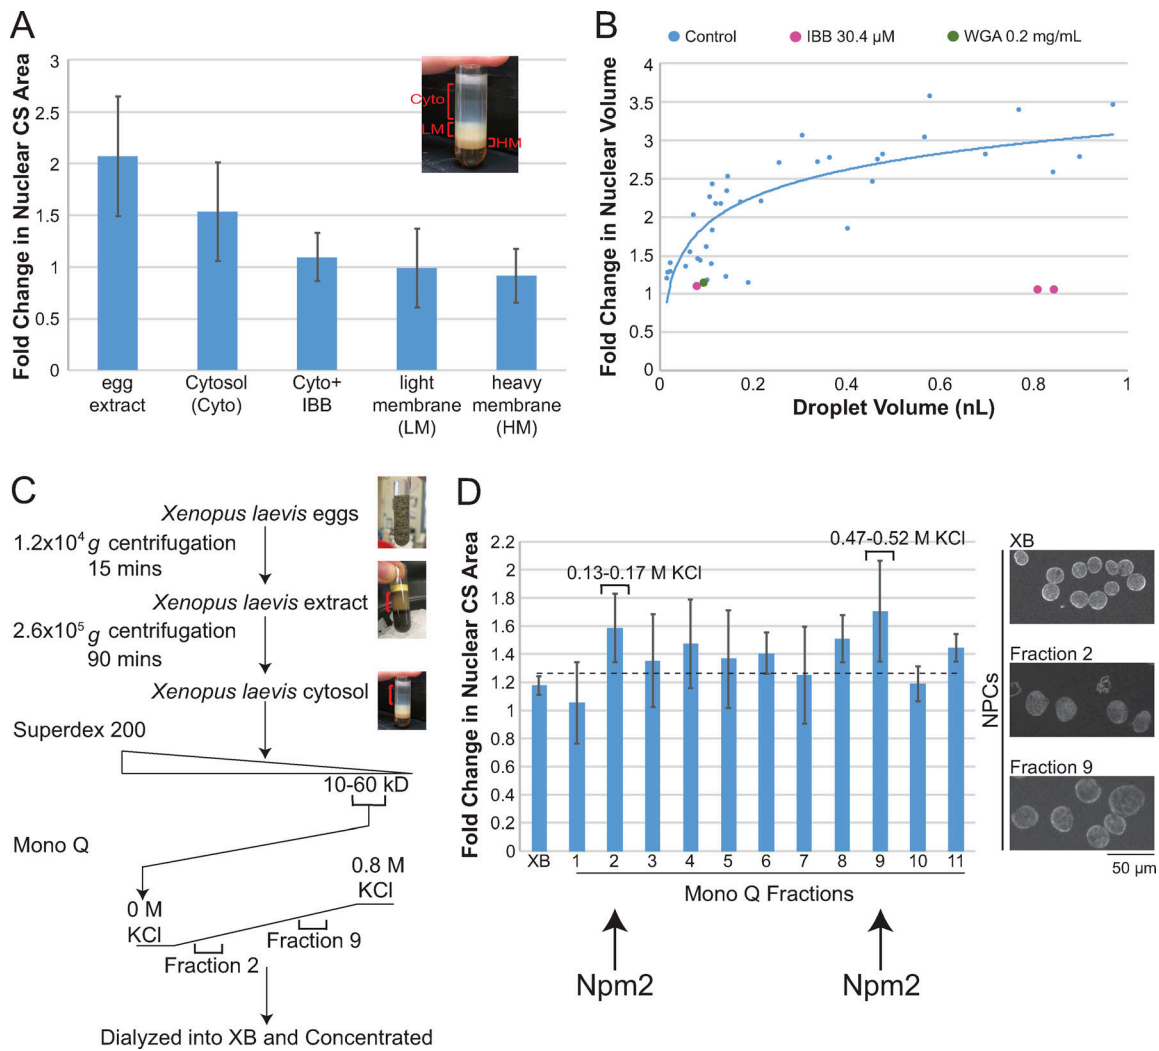 A
Fold Change in Nuclear CS Area
3
2.5
2
1.5
1
0.5
0
Cyto
LM
HM
egg
extract
Cytosol
(Cyto)
Cyto+
IBB
light
membrane
(LM)
heavy
membrane
(HM)
B
Control
IBB 30.4 µM
WGA 0.2 mg/mL
Fold Change in Nuclear Volume
4
3.5
3
2.5
2
1.5
1
0.5
0
0 0.2 0.4 0.6 0.8 1
Droplet Volume (nL)
C
Xenopus laevis eggs
1.2x10⁴ g centrifugation
15 mins
Xenopus laevis extract
2.6x10⁵ g centrifugation
90 mins
Xenopus laevis cytosol
Superdex 200
10-60 kD
Mono Q
0 M
KCl
0.8 M
KCl
Fraction 2
Fraction 9
Dialyzed into XB and Concentrated
D
Fold Change in Nuclear CS Area
2.2
2
1.8
1.6
1.4
1.2
1
0.8
0.6
0.4
0.2
0
0.13-0.17 M KCl
0.47-0.52 M KCl
XB 1 2 3 4 5 6 7 8 9 10 11
Mono Q Fractions
Npm2
Npm2
NPCs
XB
Fraction 2
Fraction 9
50 µm